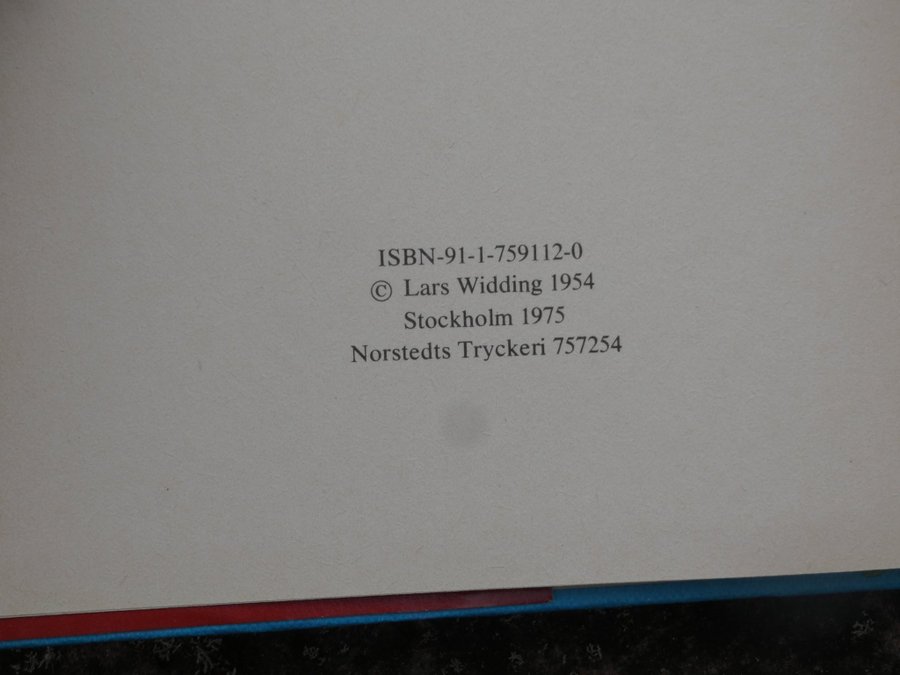 ISBN-91-1-759112-0
© Lars Widding 1954
Stockholm 1975
Norstedts Tryckeri 757254